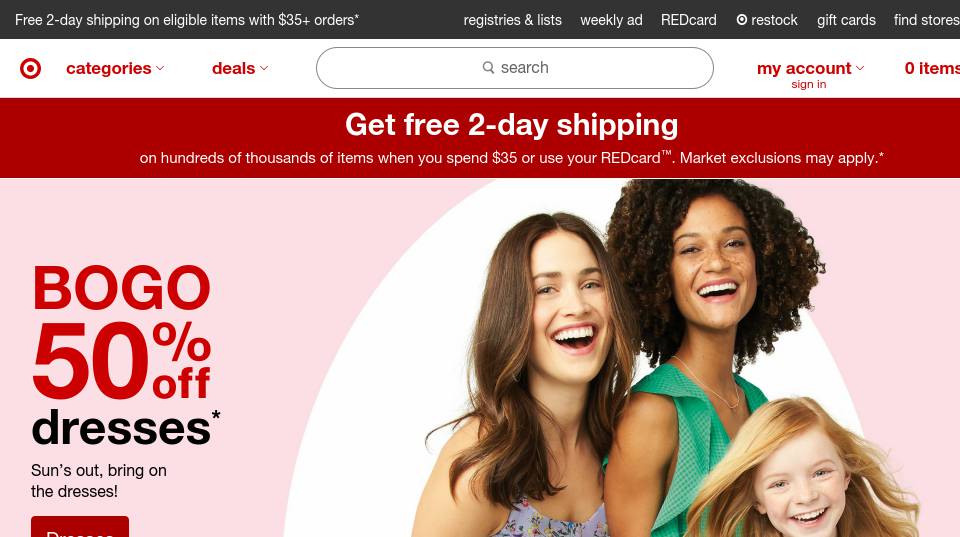 Free 2-day shipping on eligible items with $35+ orders*
registries & lists weekly ad REDcard restock gift cards find stores
categories deals search my account 0 items
sign in
Get free 2-day shipping
on hundreds of thousands of items when you spend $35 or use your REDcard™. Market exclusions may apply.*
BOGO
50% off
dresses*
Sun's out, bring on
the dresses!
Dresses